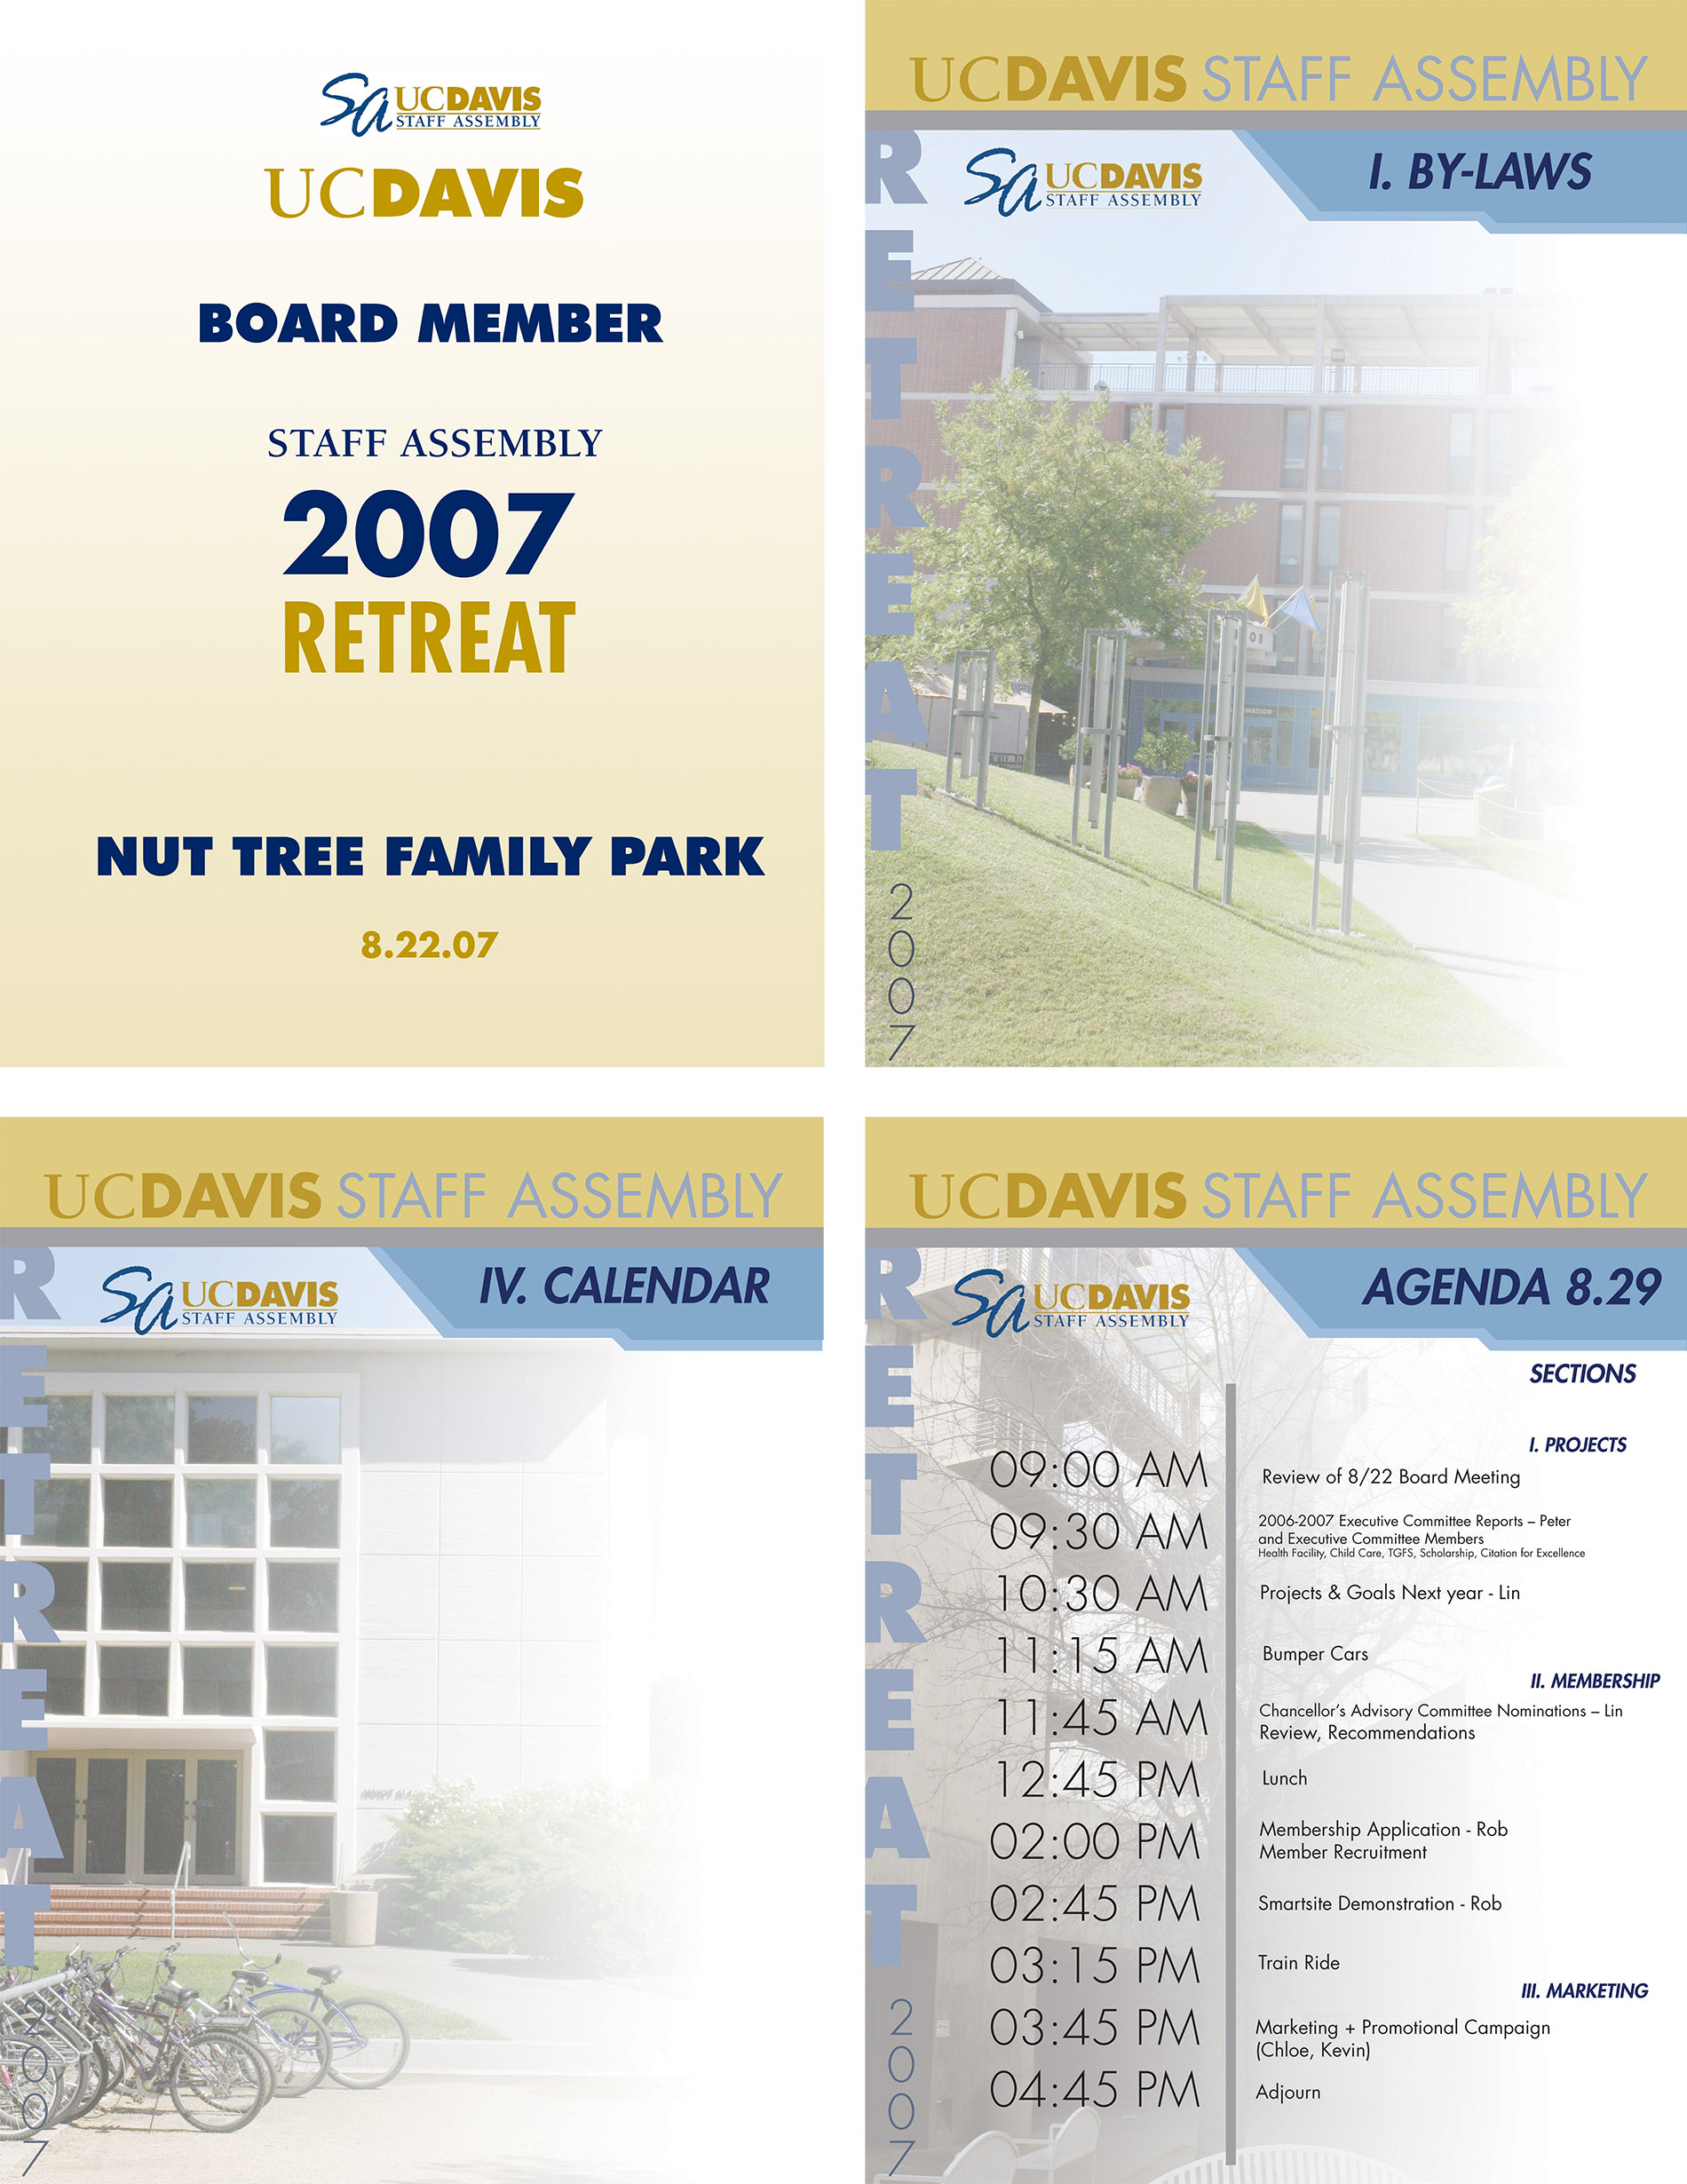 Sa UCDAVIS
STAFF ASSEMBLY
UCDAVIS
BOARD MEMBER
STAFF ASSEMBLY
2007
RETREAT
NUT TREE FAMILY PARK
8.22.07
UCDAVIS STAFF ASSEMBLY
Sa UCDAVIS
STAFF ASSEMBLY
I. BY-LAWS
RETREAT
2007
UCDAVIS STAFF ASSEMBLY
Sa UCDAVIS
STAFF ASSEMBLY
IV. CALENDAR
RETREAT
2007
UCDAVIS STAFF ASSEMBLY
Sa UCDAVIS
STAFF ASSEMBLY
AGENDA 8.29
RETREAT
2007
SECTIONS
I. PROJECTS
09:00 AM Review of 8/22 Board Meeting
09:30 AM 2006-2007 Executive Committee Reports – Peter
and Executive Committee Members
Health Facility, Child Care, TGFS, Scholarship, Citation for Excellence
10:30 AM Projects & Goals Next year - Lin
11:15 AM Bumper Cars
II. MEMBERSHIP
11:45 AM Chancellor's Advisory Committee Nominations – Lin
Review, Recommendations
12:45 PM Lunch
02:00 PM Membership Application - Rob
Member Recruitment
02:45 PM Smartsite Demonstration - Rob
03:15 PM Train Ride
III. MARKETING
03:45 PM Marketing + Promotional Campaign
(Chloe, Kevin)
04:45 PM Adjourn